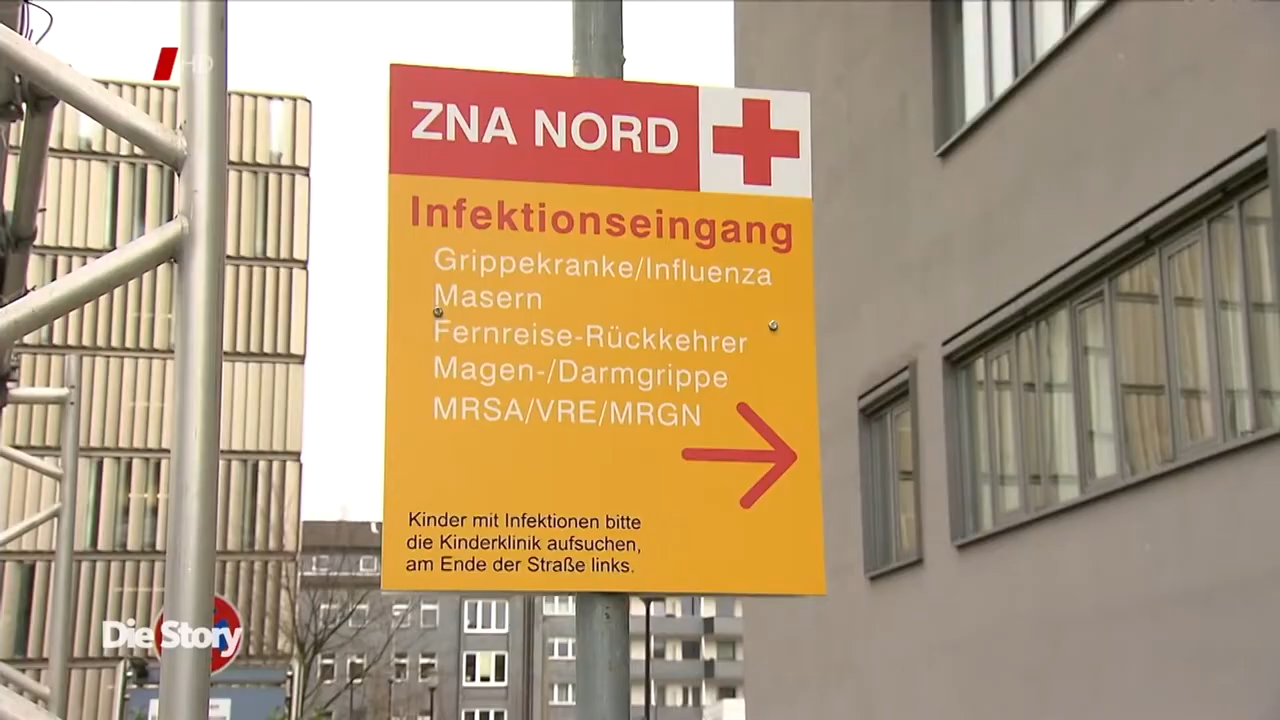 HD
ZNA NORD
Infektionseingang
Grippekranke/Influenza
Masern
Fernreise-Rückkehrer
Magen-/Darmgrippe
MRSA/VRE/MRGN
Kinder mit Infektionen bitte
die Kinderklinik aufsuchen,
am Ende der Straße links.
Die Story